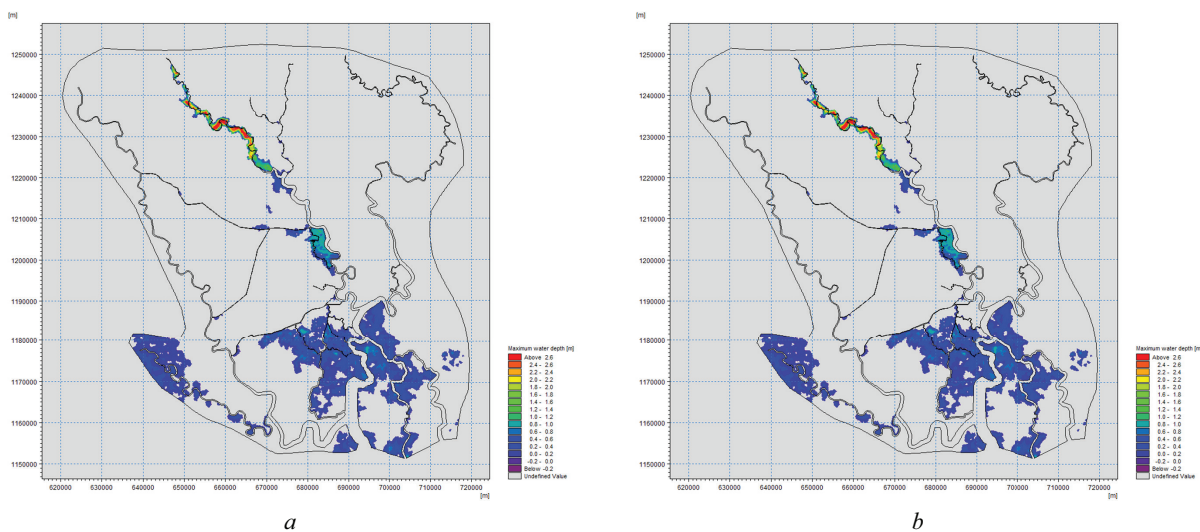 [m]
1250000
1240000
1230000
1220000
1210000
1200000
1190000
1180000
1170000
1160000
1150000
620000 630000 640000 650000 660000 670000 680000 690000 700000 710000 720000
[m]
Maximum water depth [m]
Above 2.6
2.4 - 2.6
2.2 - 2.4
2.0 - 2.2
1.8 - 2.0
1.6 - 1.8
1.4 - 1.6
1.2 - 1.4
1.0 - 1.2
0.8 - 1.0
0.6 - 0.8
0.4 - 0.6
0.2 - 0.4
0.0 - 0.2
-0.2 - 0.0
Below -0.2
Undefined Value
a
[m]
1250000
1240000
1230000
1220000
1210000
1200000
1190000
1180000
1170000
1160000
1150000
620000 630000 640000 650000 660000 670000 680000 690000 700000 710000 720000
[m]
Maximum water depth [m]
Above 2.6
2.4 - 2.6
2.2 - 2.4
2.0 - 2.2
1.8 - 2.0
1.6 - 1.8
1.4 - 1.6
1.2 - 1.4
1.0 - 1.2
0.8 - 1.0
0.6 - 0.8
0.4 - 0.6
0.2 - 0.4
0.0 - 0.2
-0.2 - 0.0
Below -0.2
Undefined Value
b